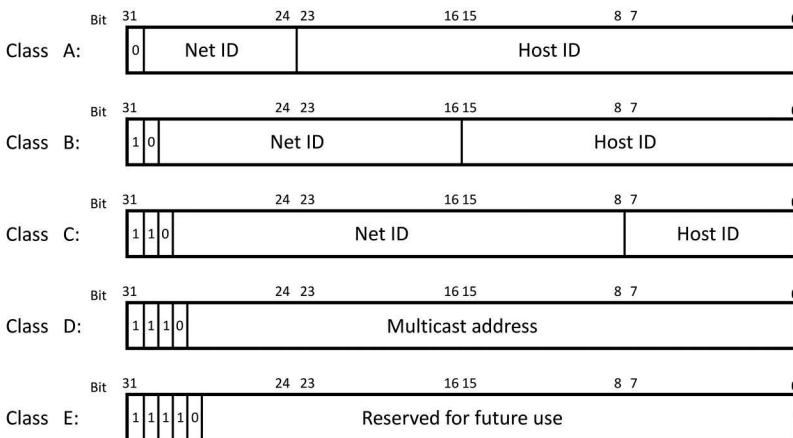 Bit 31 24 23 16 15 8 7
Class A: 0 Net ID Host ID
Bit 31 24 23 16 15 8 7
Class B: 1 0 Net ID Host ID
Bit 31 24 23 16 15 8 7
Class C: 1 1 0 Net ID Host ID
Bit 31 24 23 16 15 8 7
Class D: 1 1 1 0 Multicast address
Bit 31 24 23 16 15 8 7
Class E: 1 1 1 1 0 Reserved for future use